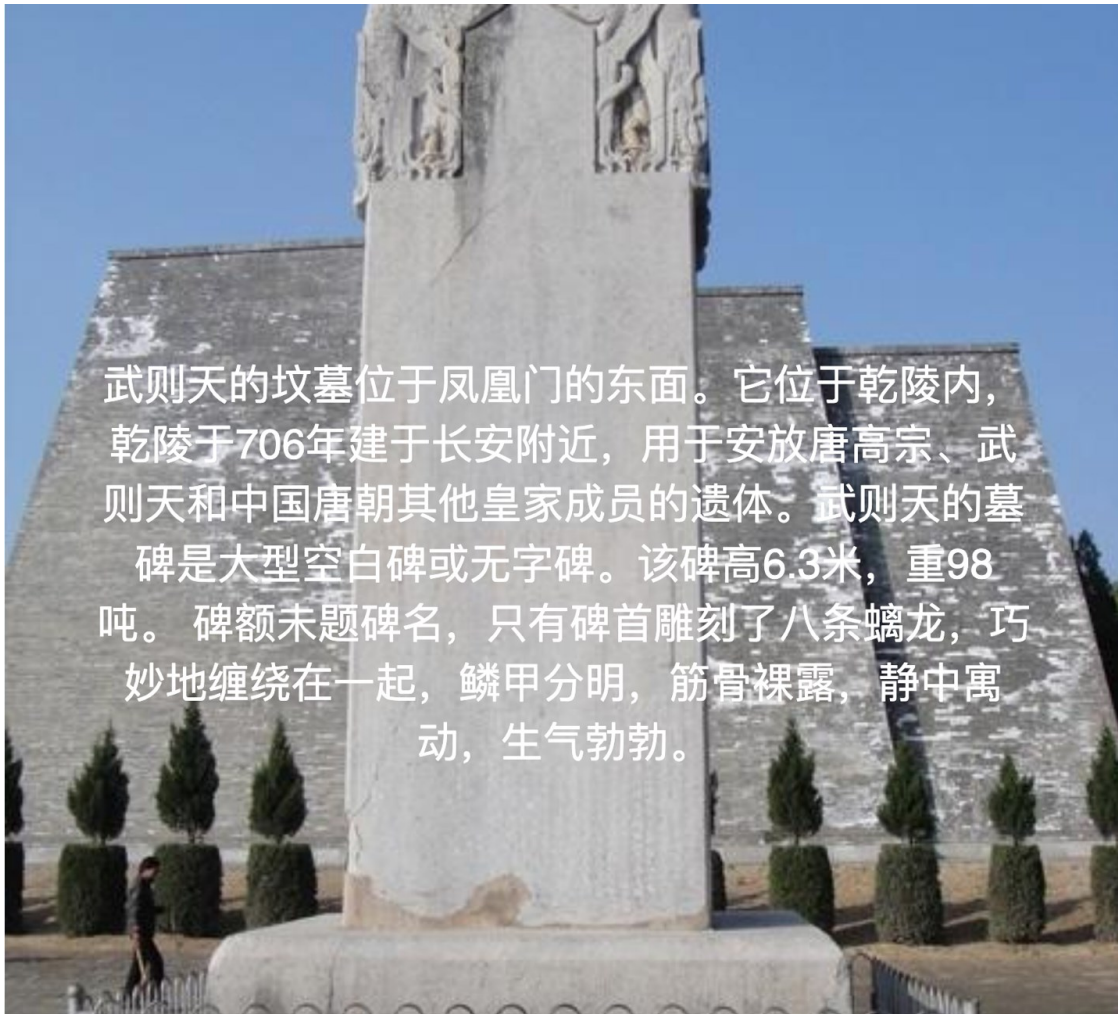 武则天的坟墓位于凤凰门的东面。它位于乾陵内，
乾陵于706年建于长安附近，用于安放唐高宗、武
则天和中国唐朝其他皇家成员的遗体。武则天的墓
碑是大型空白碑或无字碑。该碑高6.3米，重98
吨。 碑额未题碑名，只有碑首雕刻了八条螭龙，巧
妙地缠绕在一起，鳞甲分明，筋骨裸露，静中寓
动，生气勃勃。